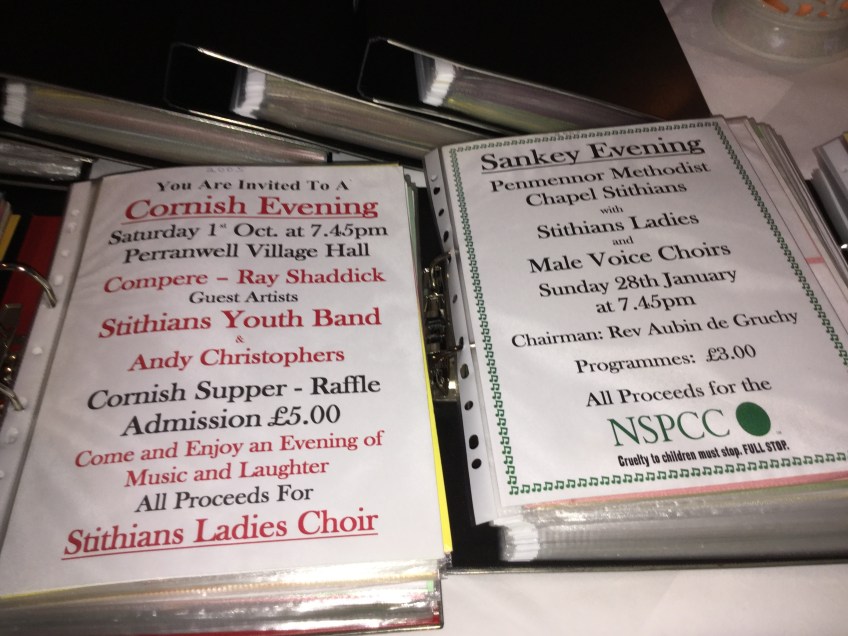 You Are Invited To A
Cornish Evening
Saturday 1st Oct. at 7.45pm
Perranwell Village Hall
Compere – Ray Shaddick
Guest Artists
Stithians Youth Band
&
Andy Christophers
Cornish Supper - Raffle
Admission £5.00
Come and Enjoy an Evening of
Music and Laughter
All Proceeds For
Stithians Ladies Choir
Sankey Evening
Penmennor Methodist
Chapel Stithians
with
Stithians Ladies
and
Male Voice Choirs
Sunday 28th January
at 7.45pm
Chairman: Rev Aubin de Gruchy
Programmes: £3.00
All Proceeds for the
NSPCC
Cruelty to children must stop. FULL STOP.